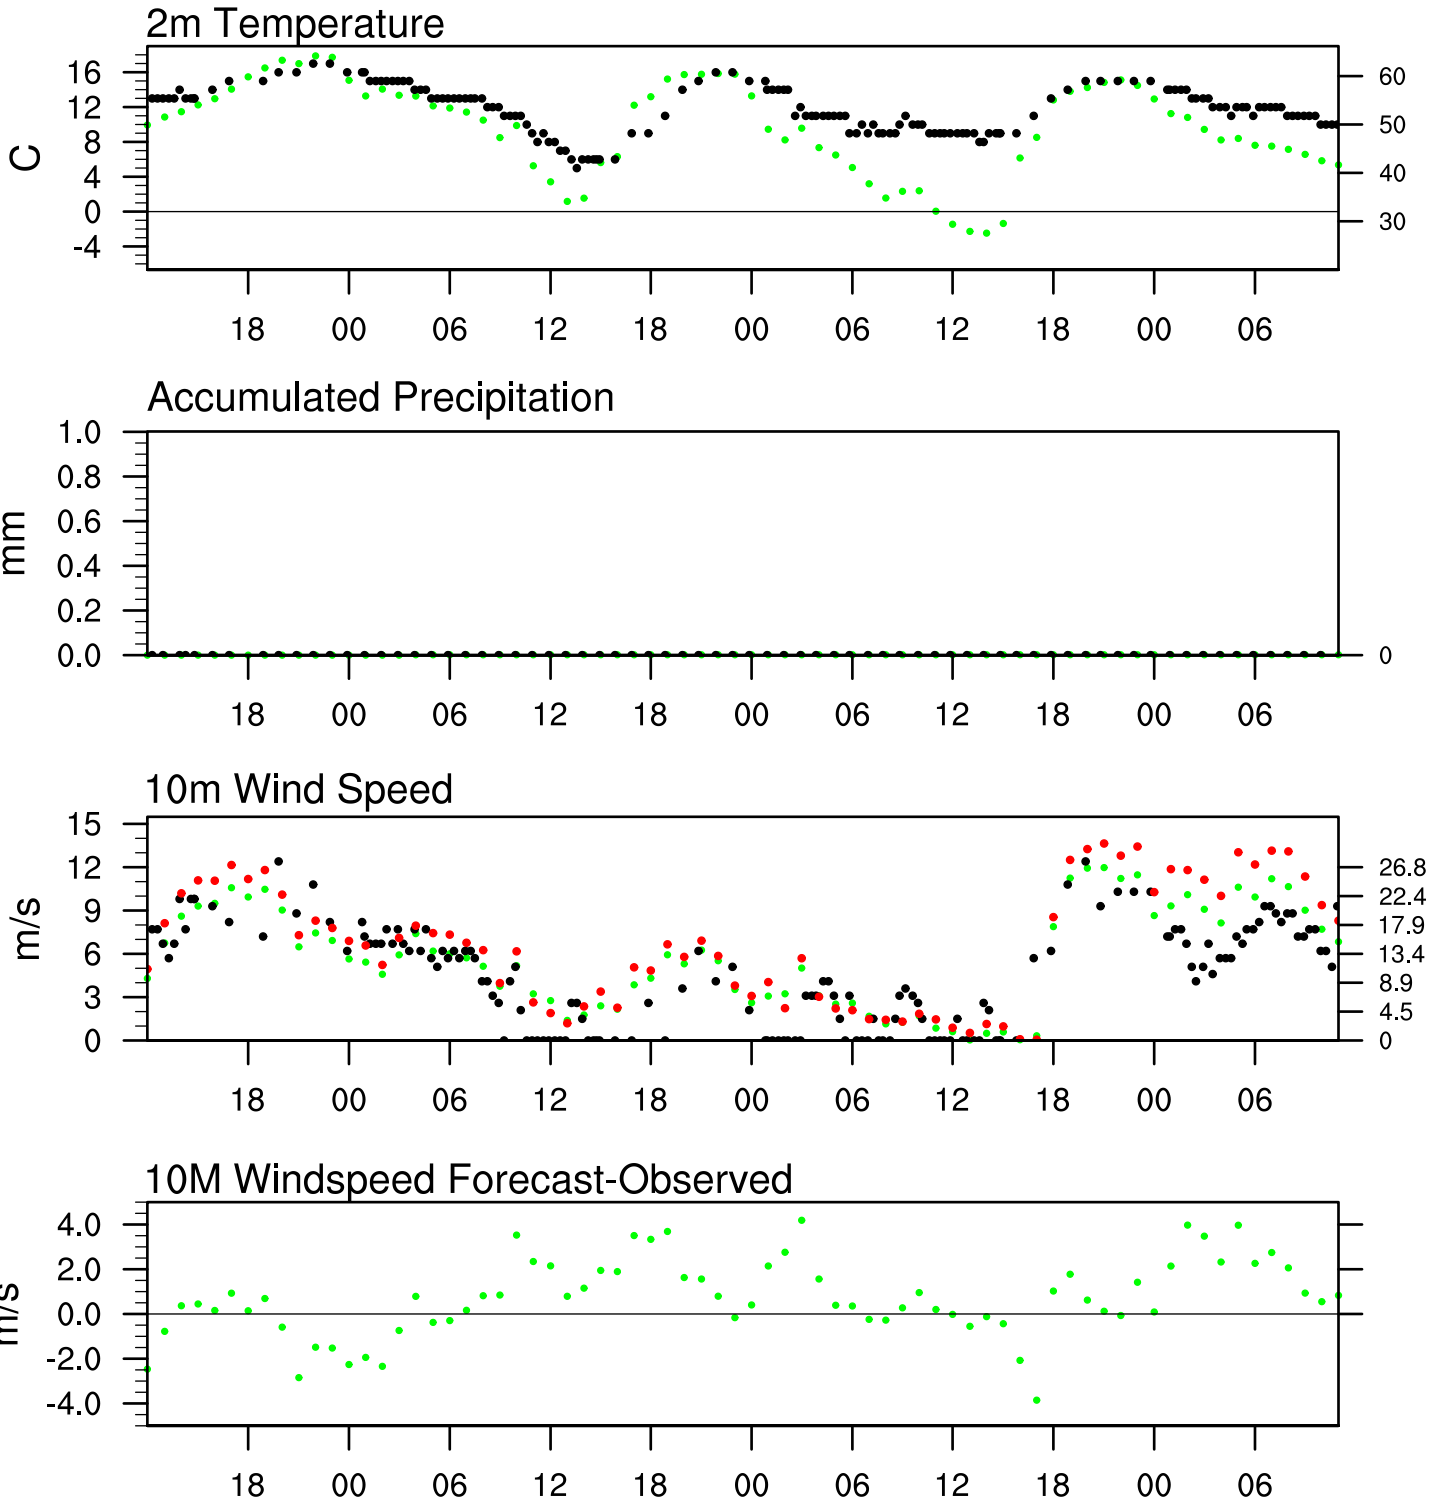 2m Temperature
16
12
8
4
0
-4
C
60
50
40
30
18 00 06 12 18 00 06 12 18 00 06
Accumulated Precipitation
1.0
0.8
0.6
0.4
0.2
0.0
mm
0
18 00 06 12 18 00 06 12 18 00 06
10m Wind Speed
15
12
9
6
3
0
m/s
26.8
22.4
17.9
13.4
8.9
4.5
0
18 00 06 12 18 00 06 12 18 00 06
10M Windspeed Forecast-Observed
4.0
2.0
0.0
-2.0
-4.0
m/s
18 00 06 12 18 00 06 12 18 00 06